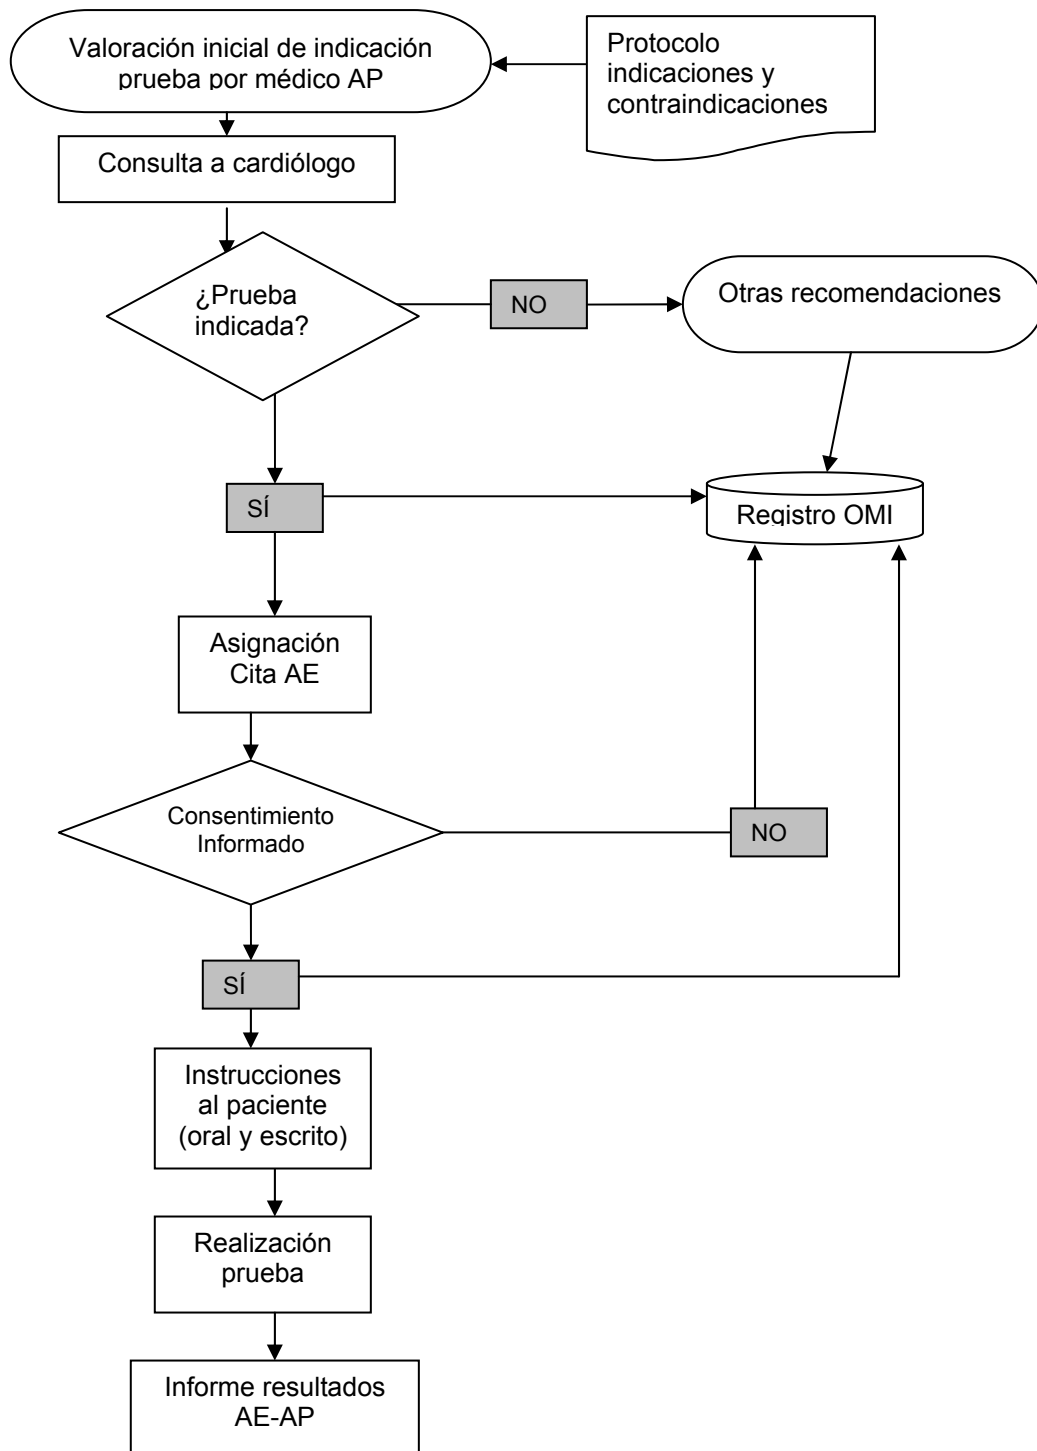 Valoración inicial de indicación
prueba por médico AP
Protocolo
indicaciones y
contraindicaciones
Consulta a cardiólogo
¿Prueba
indicada?
NO
Otras recomendaciones
SÍ
Registro OMI
Asignación
Cita AE
Consentimiento
Informado
NO
SÍ
Instrucciones
al paciente
(oral y escrito)
Realización
prueba
Informe resultados
AE-AP